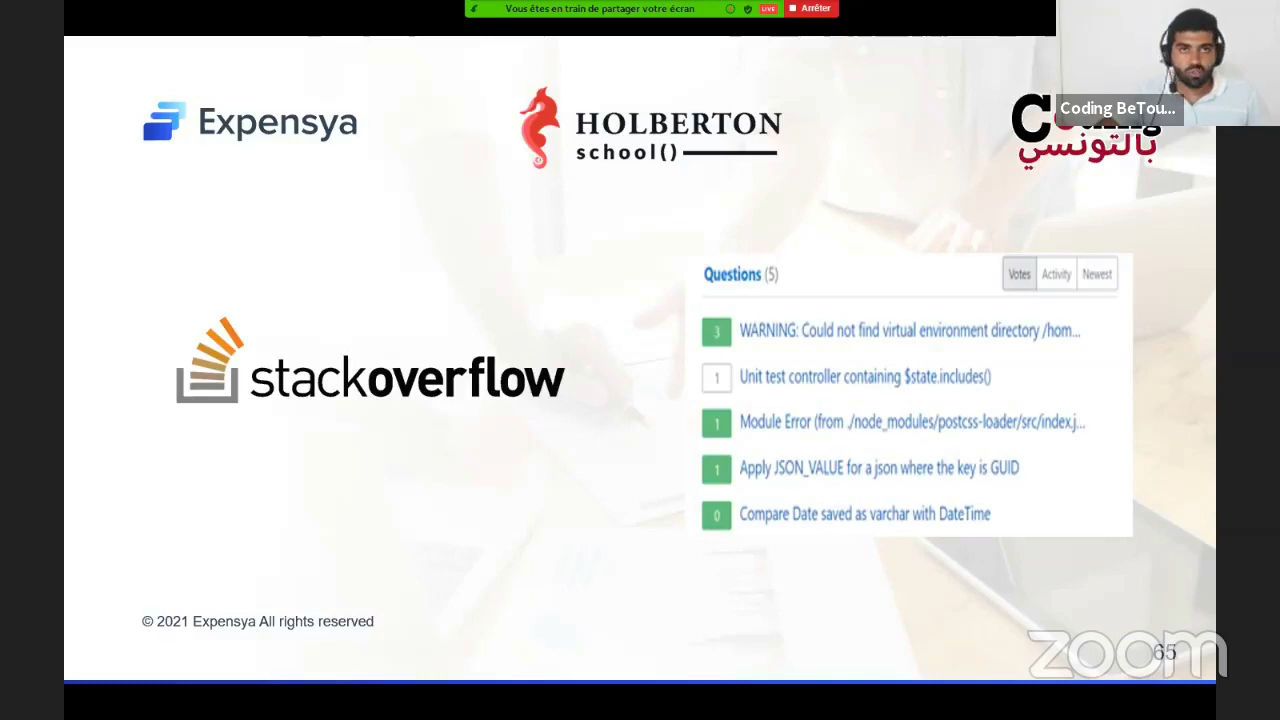 Vous êtes en train de partager votre écran
LIVE
Arrêter
Coding BeTou...
Expensya
HOLBERTON
school()
بالتونسي
stackoverflow
Questions (5)
Votes
Activity
Newest
3 WARNING: Could not find virtual environment directory /hom...
1 Unit test controller containing $state.includes()
1 Module Error (from ./node_modules/postcss-loader/src/index.j...
1 Apply JSON_VALUE for a json where the key is GUID
0 Compare Date saved as varchar with DateTime
© 2021 Expensya All rights reserved
zoom
65